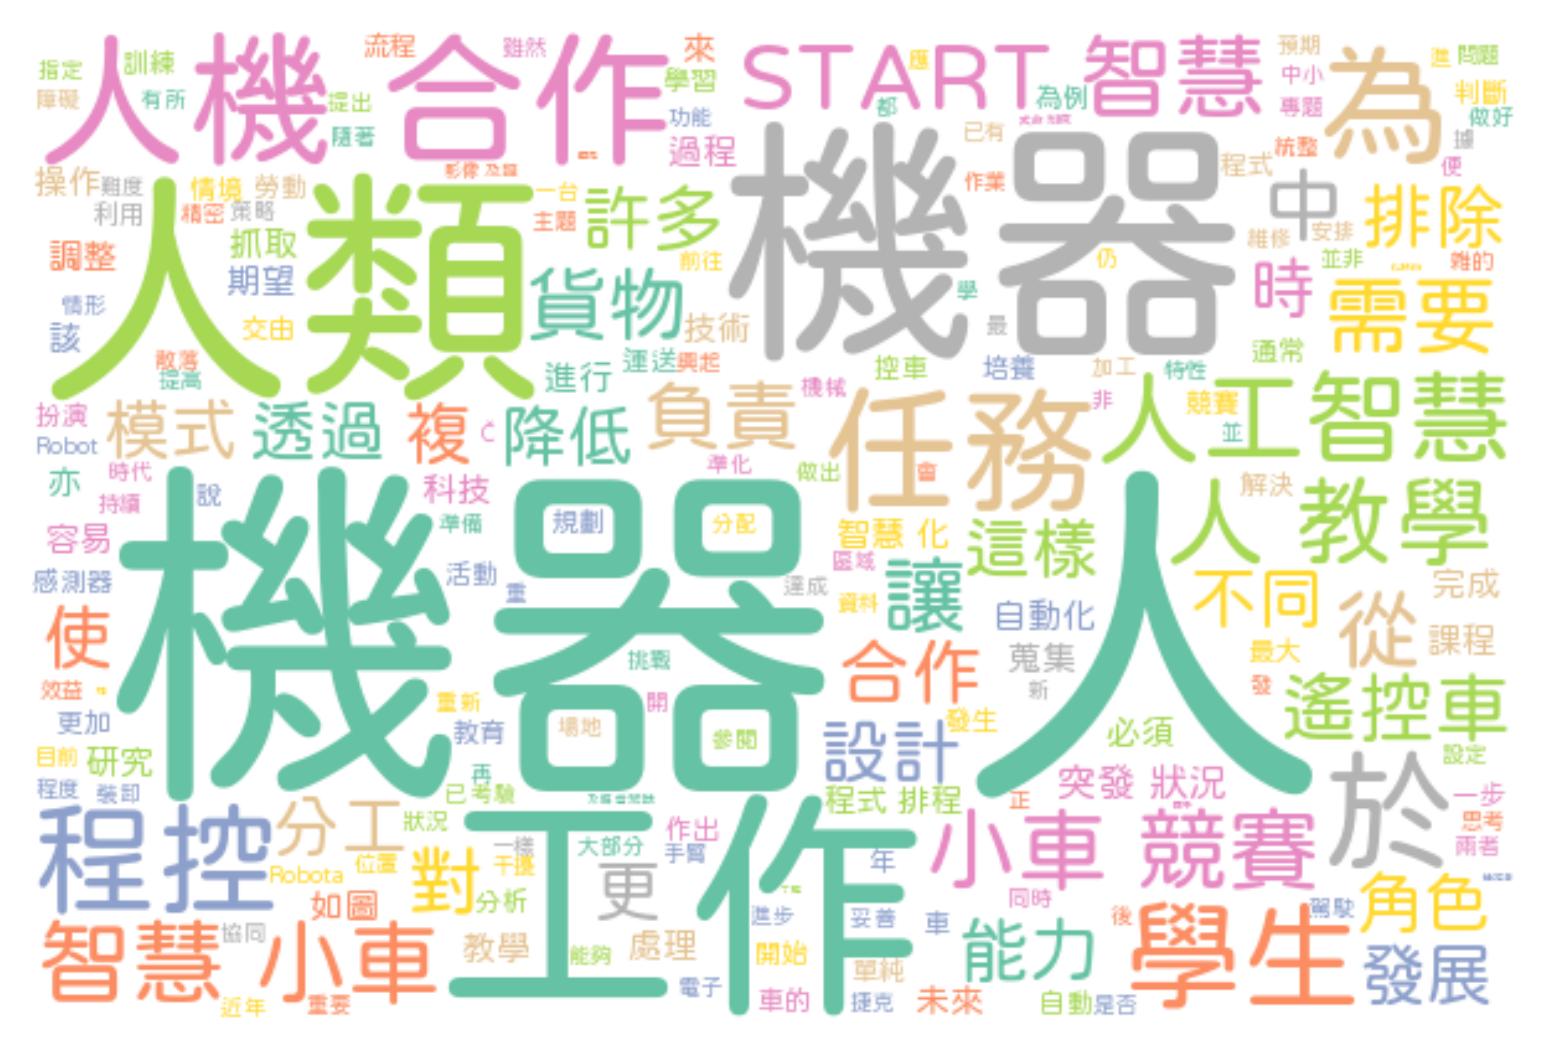 人機 合作
START 智慧
為
人類
機器
機器 人
工作
任務
人工智慧
人 教學
排除
需要
中
時
許多
貨物
模式 透過 複 降低 負責
這樣
讓
不同
從
遙控車
於
使
合作
設計
程控
分工
對
更
小車 競賽
角色
智慧 小車
能力
學生
發展
指定
訓練
障礙
有所
流程
雖然
來
提出
隨著
學習
功能
過程
應
都
為例
預期
中小
專題
進
問題
判斷
做好
據
便
已有
作業
程式
統整
操作
難度
情境
勞動
利用
精密
策略
影像
一台
主題
抓取
調整
期望
前往
仍
學
維修
安排
並非
雜的
情形
該
交由
技術
最
敵薄
提高
進行
運送
興起
控車
培養
加工
特性
通常
扮演
Robot
機械
非
競賽
並
亦
時代
持續
說
科技
準化
做出
會
解決
容易
準備
規劃
分配
智慧 化
感測器
活動
重
達成
區域
資料
自動化
完成
挑戰
蒐集
最大
課程
效益
更加
重新
開
新
發
目前
研究
教育
場地
參閱
發生
必須
設定
程度
裝卸
再
已考驗
程式 排程
突發 狀況
正
一步
思考
兩者
狀況
一樣
干擾
大部分
作出
手臂
年
Robota
位置
如圖
分析
進步
妥善
車
同時
後
駕駛
協同
教學
能夠
處理
開始
單純
近年
重要
電子
車的
捷克
未來
自動
是否